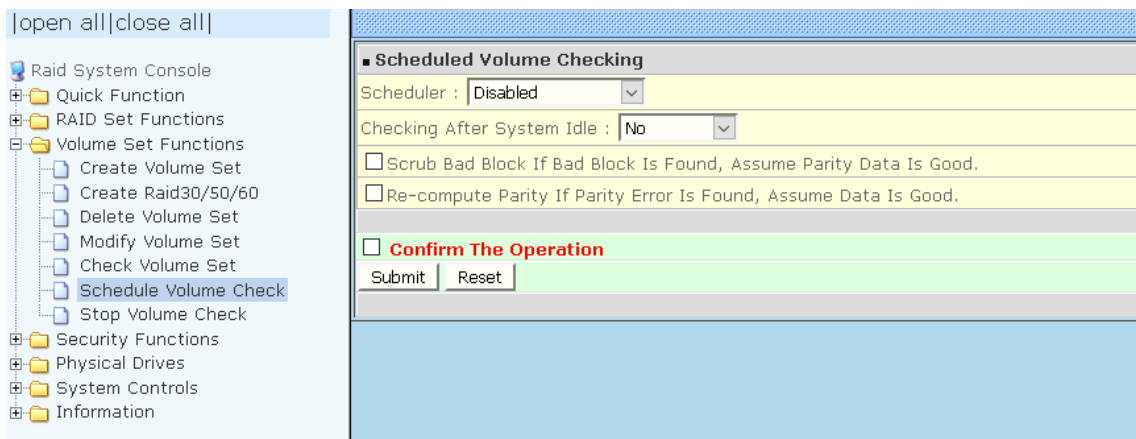 |open all|close all|
Raid System Console
Quick Function
RAID Set Functions
Volume Set Functions
Create Volume Set
Create Raid30/50/60
Delete Volume Set
Modify Volume Set
Check Volume Set
Schedule Volume Check
Stop Volume Check
Security Functions
Physical Drives
System Controls
Information
Scheduled Volume Checking
Scheduler : Disabled
Checking After System Idle : No
Scrub Bad Block If Bad Block Is Found, Assume Parity Data Is Good.
Re-compute Parity If Parity Error Is Found, Assume Data Is Good.
Confirm The Operation
Submit Reset